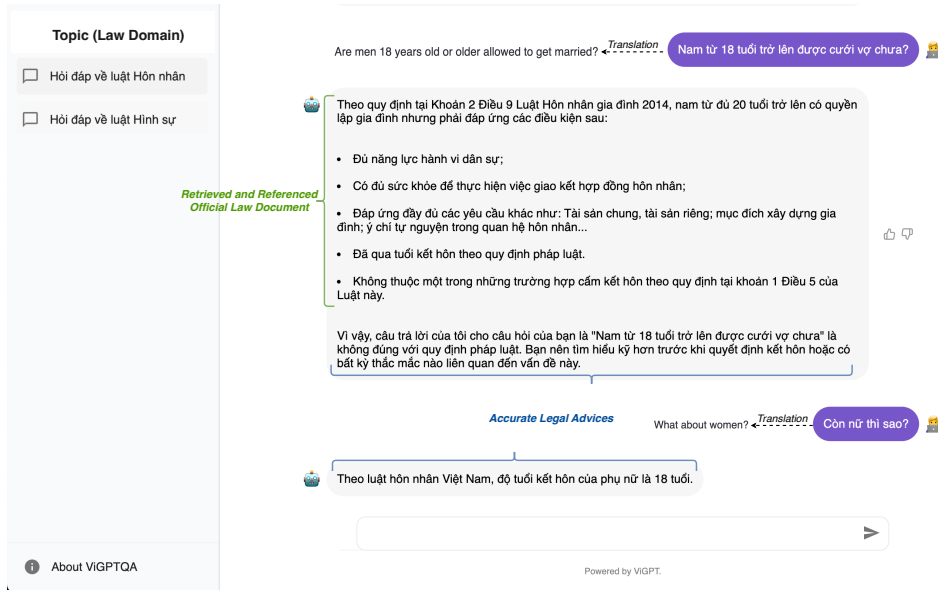 Topic (Law Domain)
Hỏi đáp về luật Hôn nhân
Hỏi đáp về luật Hình sự
About ViGPTQA
Are men 18 years old or older allowed to get married?
Translation
Nam từ 18 tuổi trở lên được cưới vợ chưa?
Retrieved and Referenced
Official Law Document
Theo quy định tại Khoản 2 Điều 9 Luật Hôn nhân gia đình 2014, nam từ đủ 20 tuổi trở lên có quyền
lập gia đình nhưng phải đáp ứng các điều kiện sau:
• Đủ năng lực hành vi dân sự;
• Có đủ sức khỏe để thực hiện việc giao kết hợp đồng hôn nhân;
• Đáp ứng đầy đủ các yêu cầu khác như: Tài sản chung, tài sản riêng; mục đích xây dựng gia
đình; ý chí tự nguyện trong quan hệ hôn nhân...
• Đã qua tuổi kết hôn theo quy định pháp luật.
• Không thuộc một trong những trường hợp cấm kết hôn theo quy định tại khoản 1 Điều 5 của
Luật này.
Vì vậy, câu trả lời của tôi cho câu hỏi của bạn là "Nam từ 18 tuổi trở lên được cưới vợ chưa" là
không đúng với quy định pháp luật. Bạn nên tìm hiểu kỹ hơn trước khi quyết định kết hôn hoặc có
bất kỳ thắc mắc nào liên quan đến vấn đề này.
Accurate Legal Advices
What about women?
Translation
Còn nữ thì sao?
Theo luật hôn nhân Việt Nam, độ tuổi kết hôn của phụ nữ là 18 tuổi.
Powered by ViGPT.